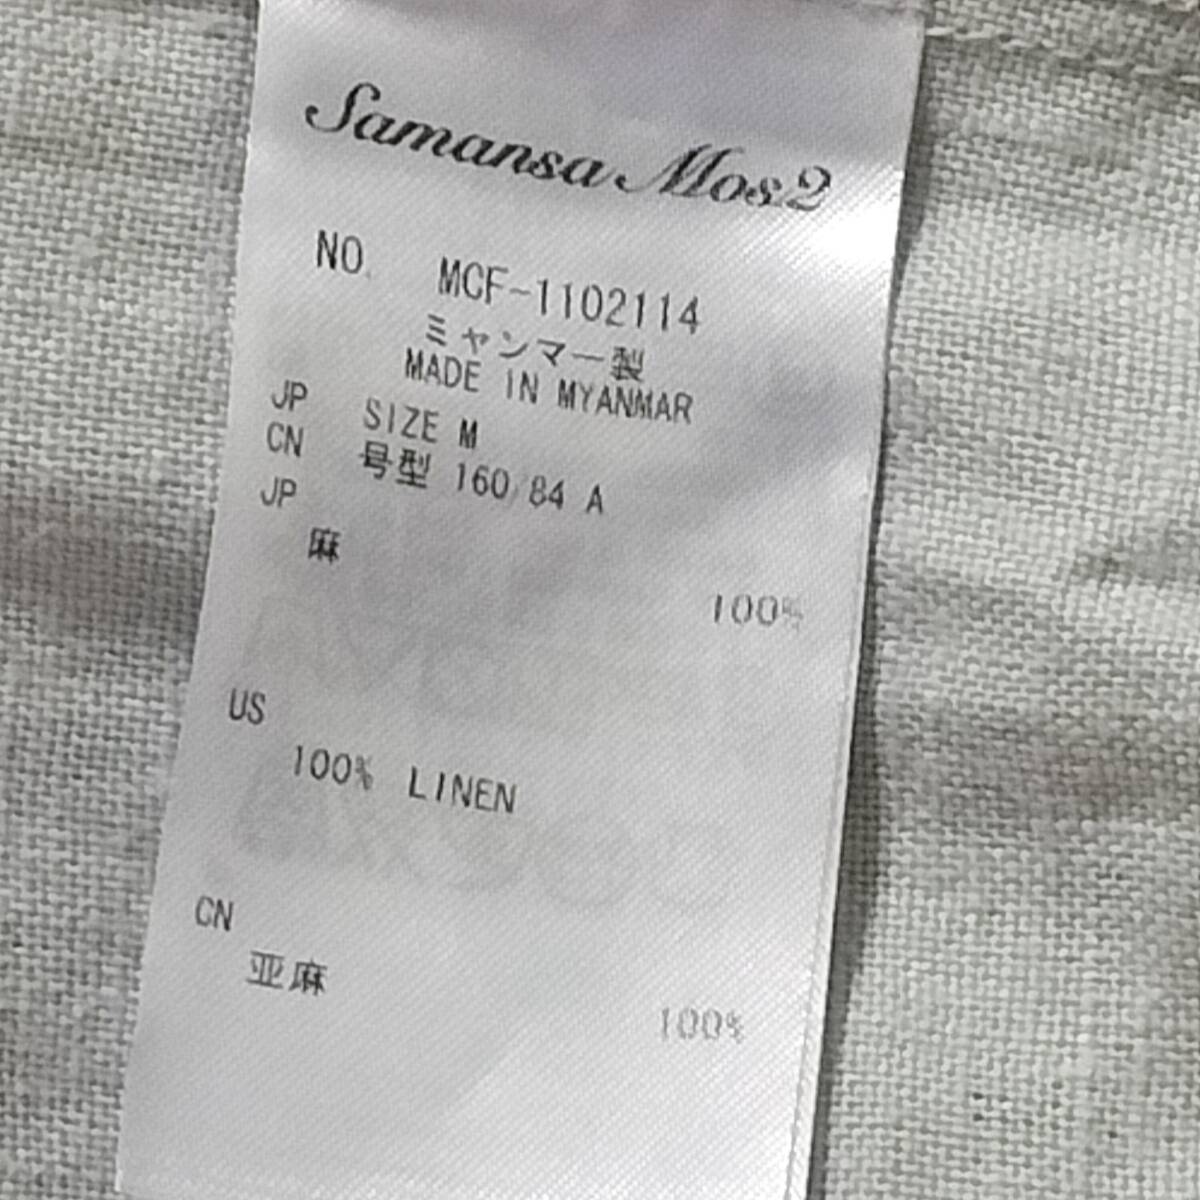 Samansa Mos2
NO. MCF-1102114
ミャンマー製
MADE IN MYANMAR
JP SIZE M
CN 号型 160/84 A
JP
麻 100%
US
100% LINEN
CN
亚麻 100%